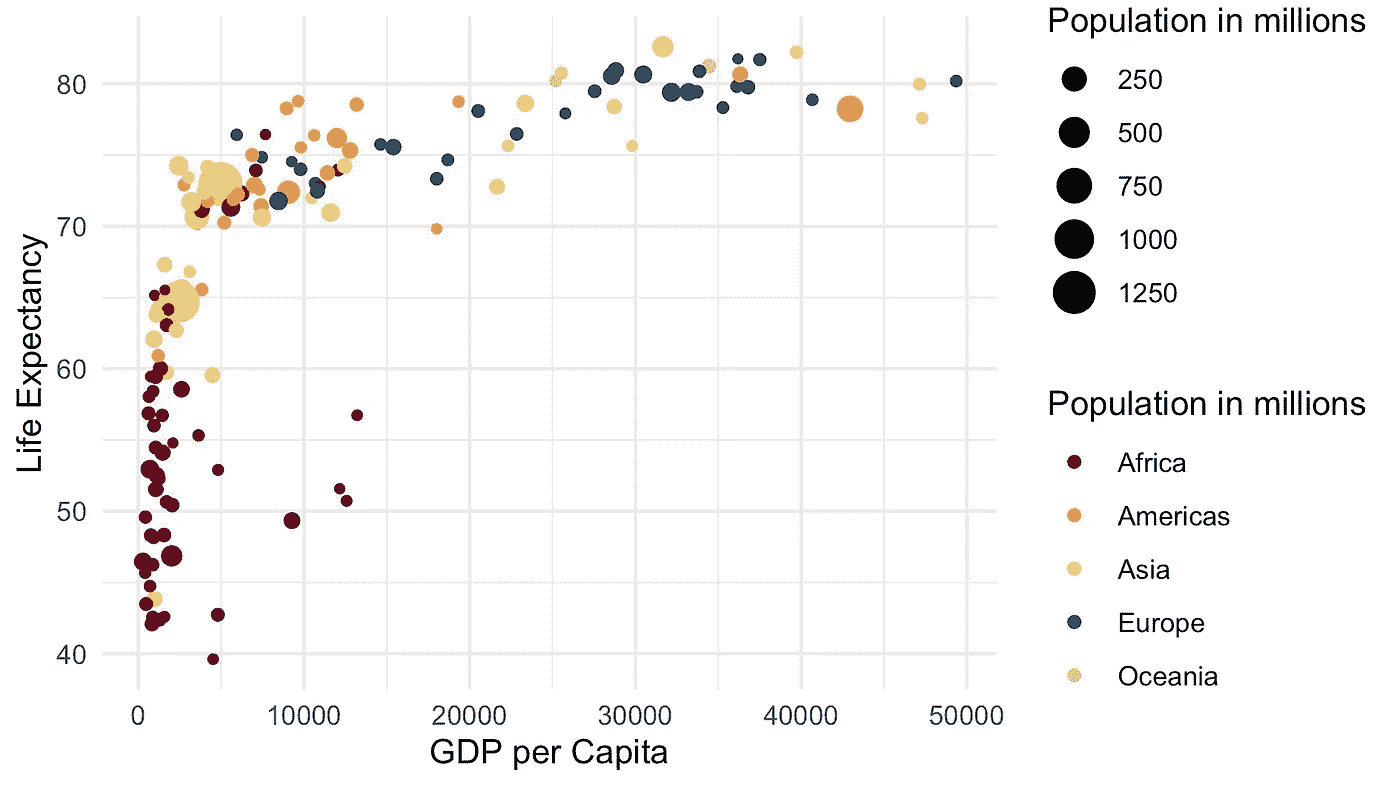 Population in millions
250
500
750
1000
1250
Population in millions
Africa
Americas
Asia
Europe
Oceania
Life Expectancy
80
70
60
50
40
0 10000 20000 30000 40000 50000
GDP per Capita